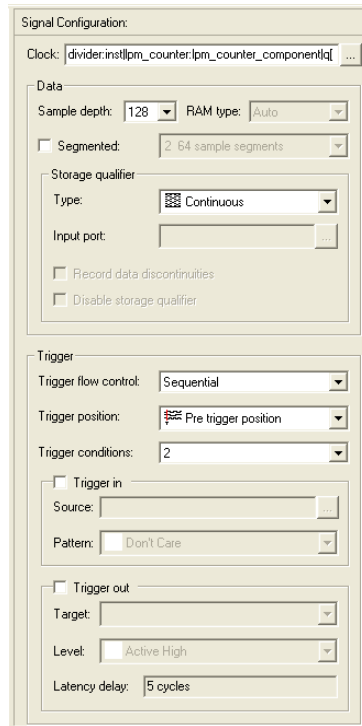 Signal Configuration:
Clock: divider:inst|lpm_counter:lpm_counter_component|q[ ...
Data
Sample depth: 128 RAM type: Auto
Segmented: 2 64 sample segments
Storage qualifier
Type: Continuous
Input port: ...
Record data discontinuities
Disable storage qualifier
Trigger
Trigger flow control: Sequential
Trigger position: Pre trigger position
Trigger conditions: 2
Trigger in
Source: ...
Pattern: Don't Care
Trigger out
Target:
Level: Active High
Latency delay: 5 cycles